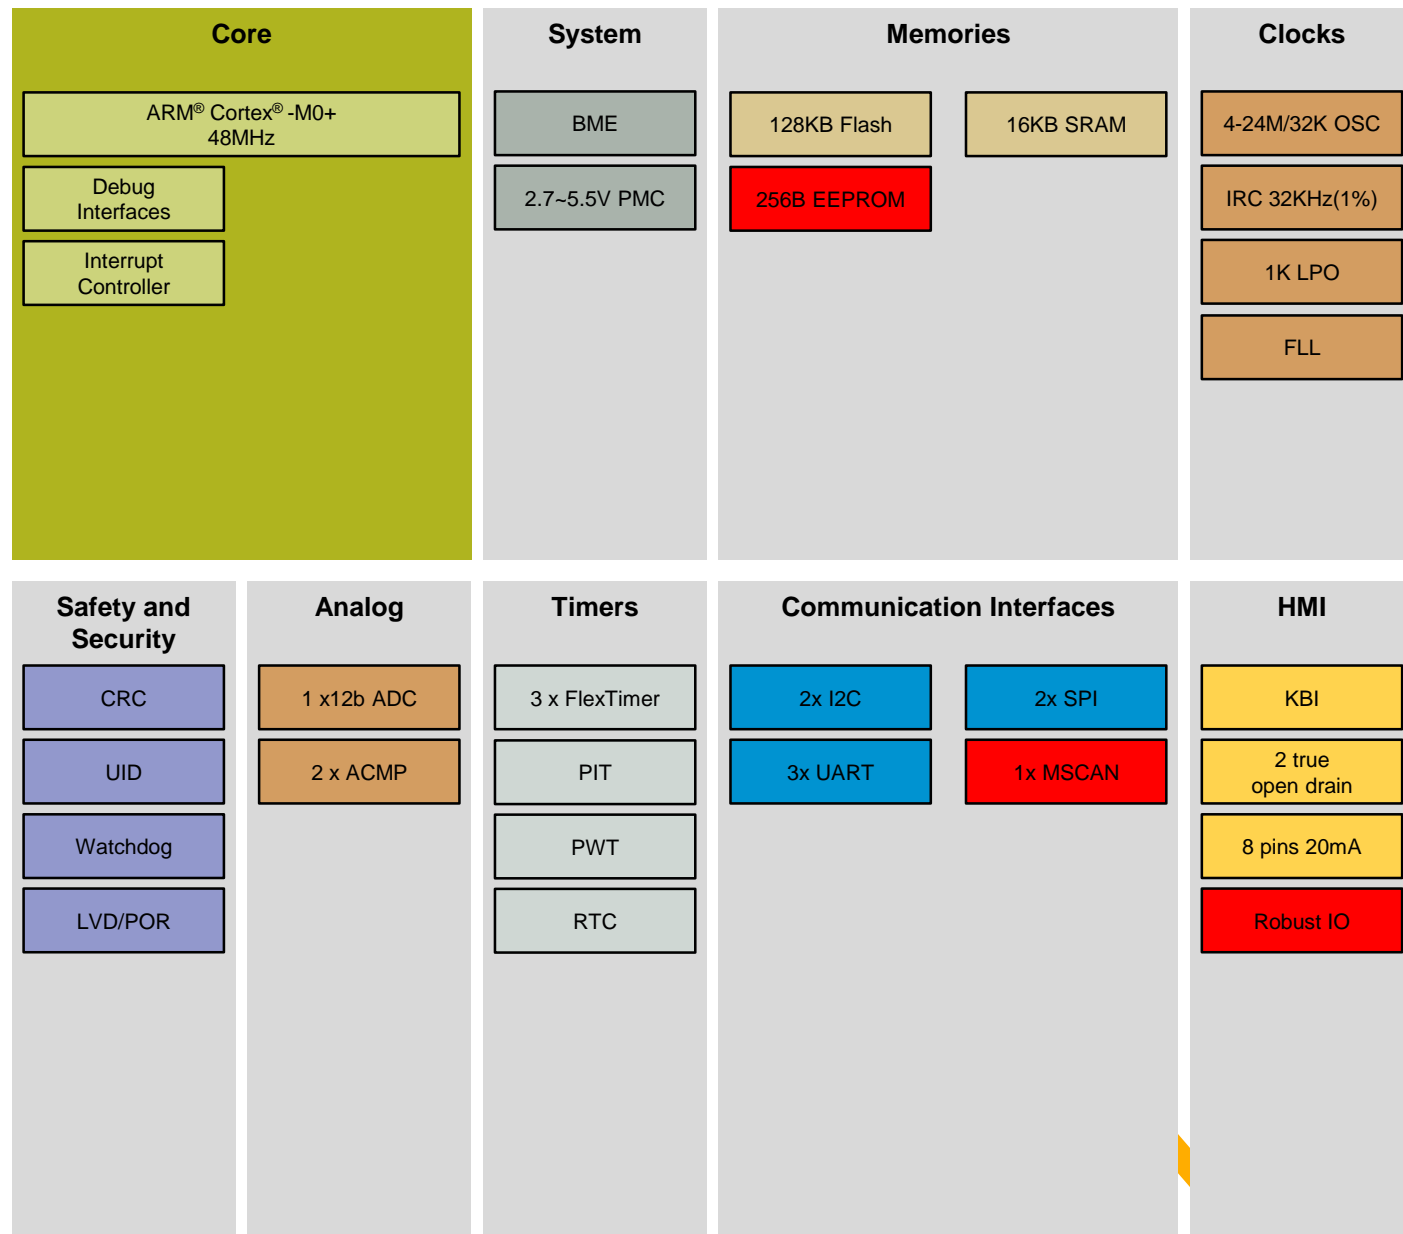 Core
ARM® Cortex® -M0+
48MHz
Debug
Interfaces
Interrupt
Controller
System
BME
2.7~5.5V PMC
Memories
128KB Flash
16KB SRAM
256B EEPROM
Clocks
4-24M/32K OSC
IRC 32KHz(1%)
1K LPO
FLL
Safety and
Security
CRC
UID
Watchdog
LVD/POR
Analog
1 x12b ADC
2 x ACMP
Timers
3 x FlexTimer
PIT
PWT
RTC
Communication Interfaces
2x I2C
2x SPI
3x UART
1x MSCAN
HMI
KBI
2 true
open drain
8 pins 20mA
Robust IO